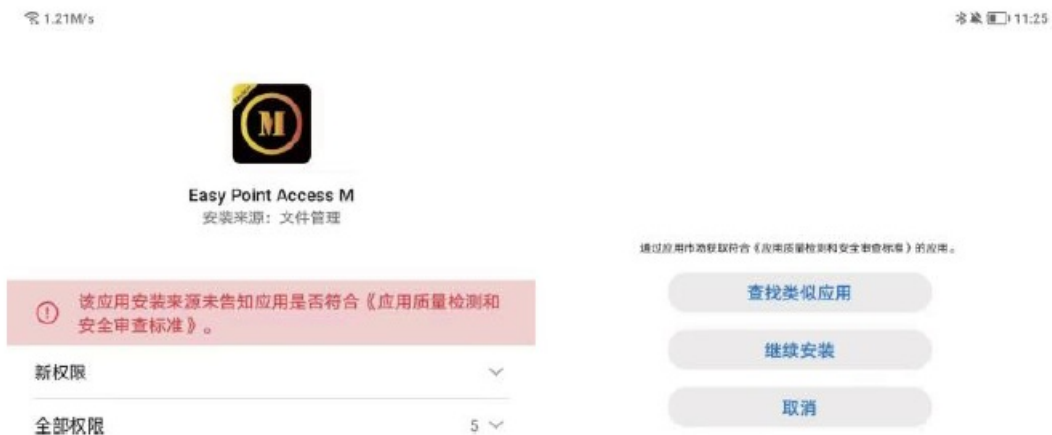 1.21M/s
11:25
M
Easy Point Access M
安装来源：文件管理
该应用安装来源未告知应用是否符合《应用质量检测和
安全审查标准》。
新权限
全部权限
5
通过应用市场获取符合《应用质量检测和安全审查标准》的应用。
查找类似应用
继续安装
取消